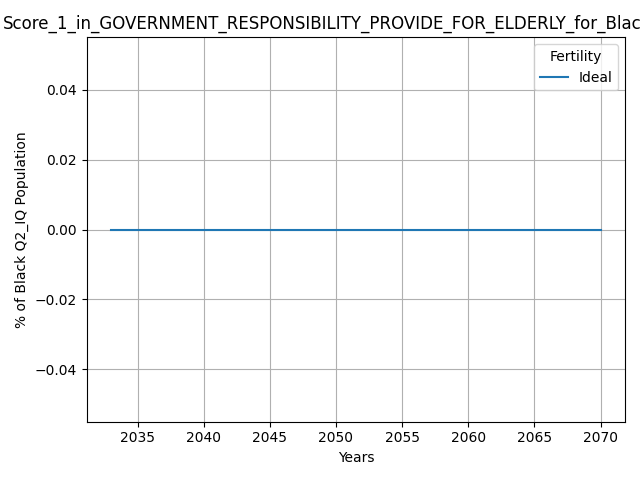 Score_1_in_GOVERNMENT_RESPONSIBILITY_PROVIDE_FOR_ELDERLY_for_Blac
Fertility
Ideal
0.04
0.02
0.00
−0.02
−0.04
% of Black Q2_IQ Population
2035 2040 2045 2050 2055 2060 2065 2070
Years